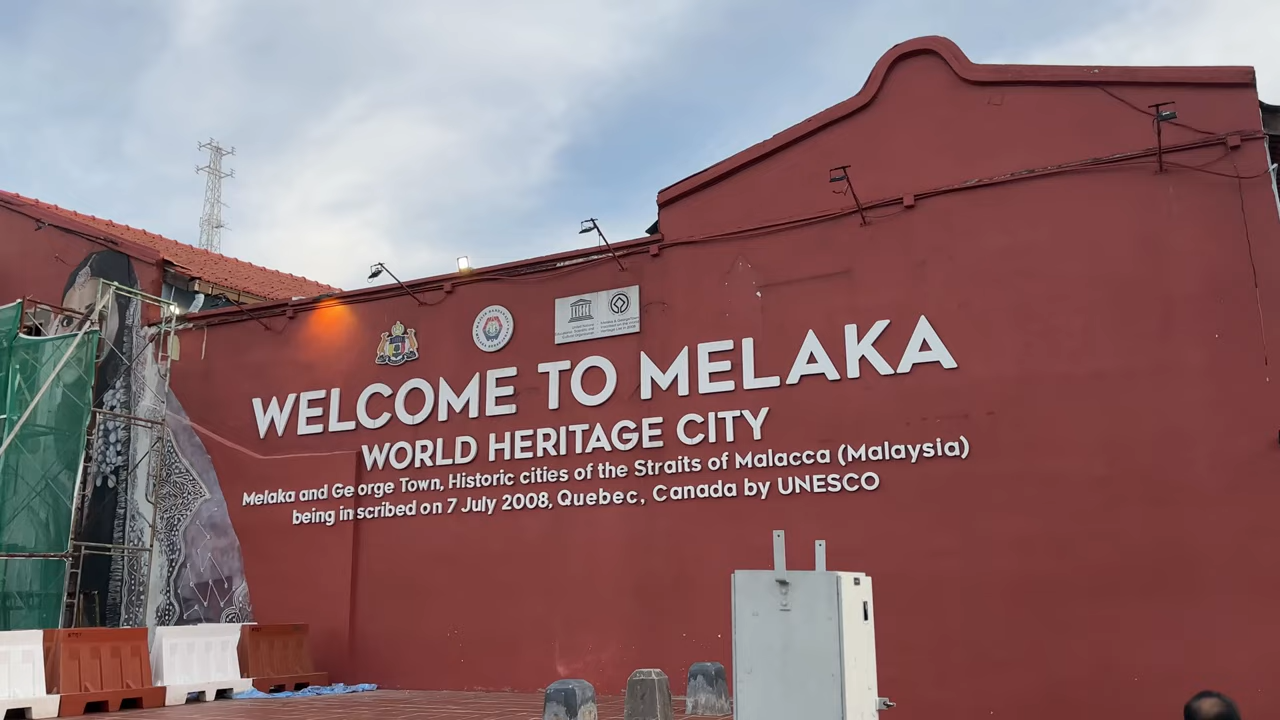 WELCOME TO MELAKA
WORLD HERITAGE CITY
Melaka and George Town, Historic cities of the Straits of Malacca (Malaysia)
being inscribed on 7 July 2008, Quebec, Canada by UNESCO